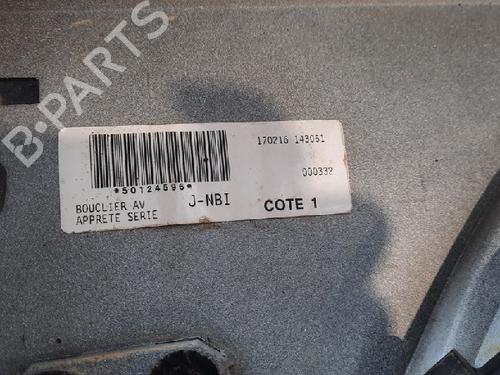 B-PARTS
170216 143051
*50124595*
000332
BOUCLIER AV
APPRETE SERIE
J-NBI
COTE 1